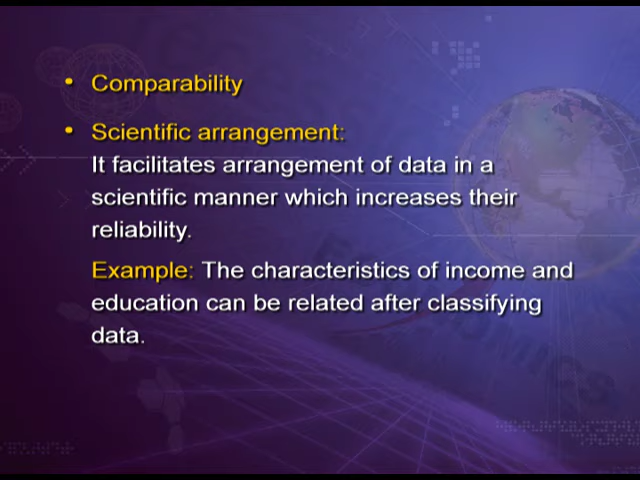 • Comparability
• Scientific arrangement:
It facilitates arrangement of data in a
scientific manner which increases their
reliability.
Example: The characteristics of income and
education can be related after classifying
data.